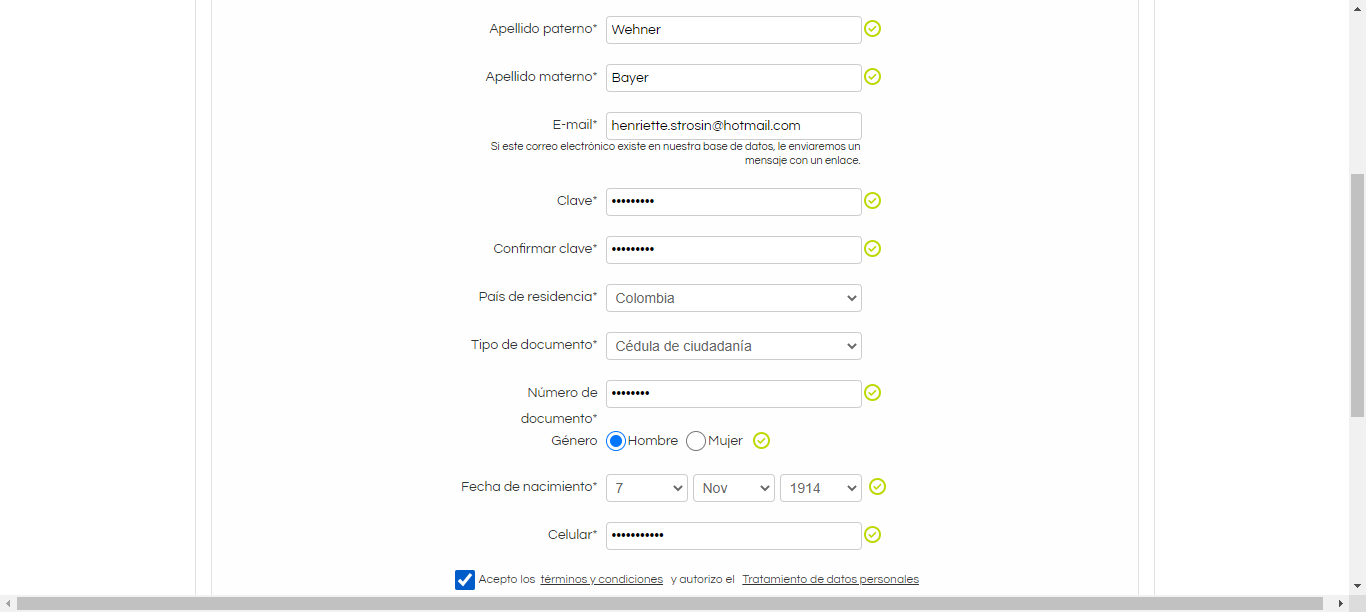 Apellido paterno* Wehner
Apellido materno* Bayer
E-mail* henriette.strosin@hotmail.com
Si este correo electrónico existe en nuestra base de datos, le enviaremos un
mensaje con un enlace.
Clave* •••••••••
Confirmar clave* •••••••••
País de residencia* Colombia
Tipo de documento* Cédula de ciudadanía
Número de ••••••••
documento*
Género Hombre Mujer
Fecha de nacimiento* 7 Nov 1914
Celular* •••••••••••
Acepto los términos y condiciones y autorizo el Tratamiento de datos personales